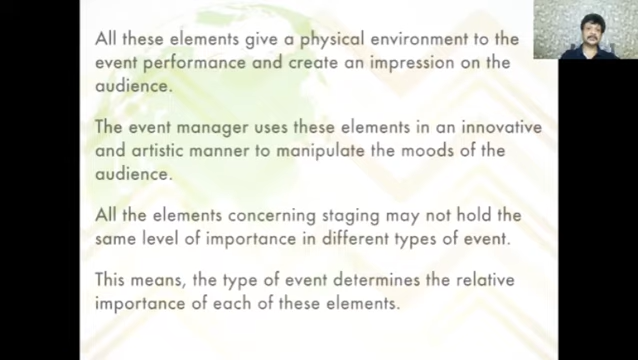 All these elements give a physical environment to the
event performance and create an impression on the
audience.
The event manager uses these elements in an innovative
and artistic manner to manipulate the moods of the
audience.
All the elements concerning staging may not hold the
same level of importance in different types of event.
This means, the type of event determines the relative
importance of each of these elements.